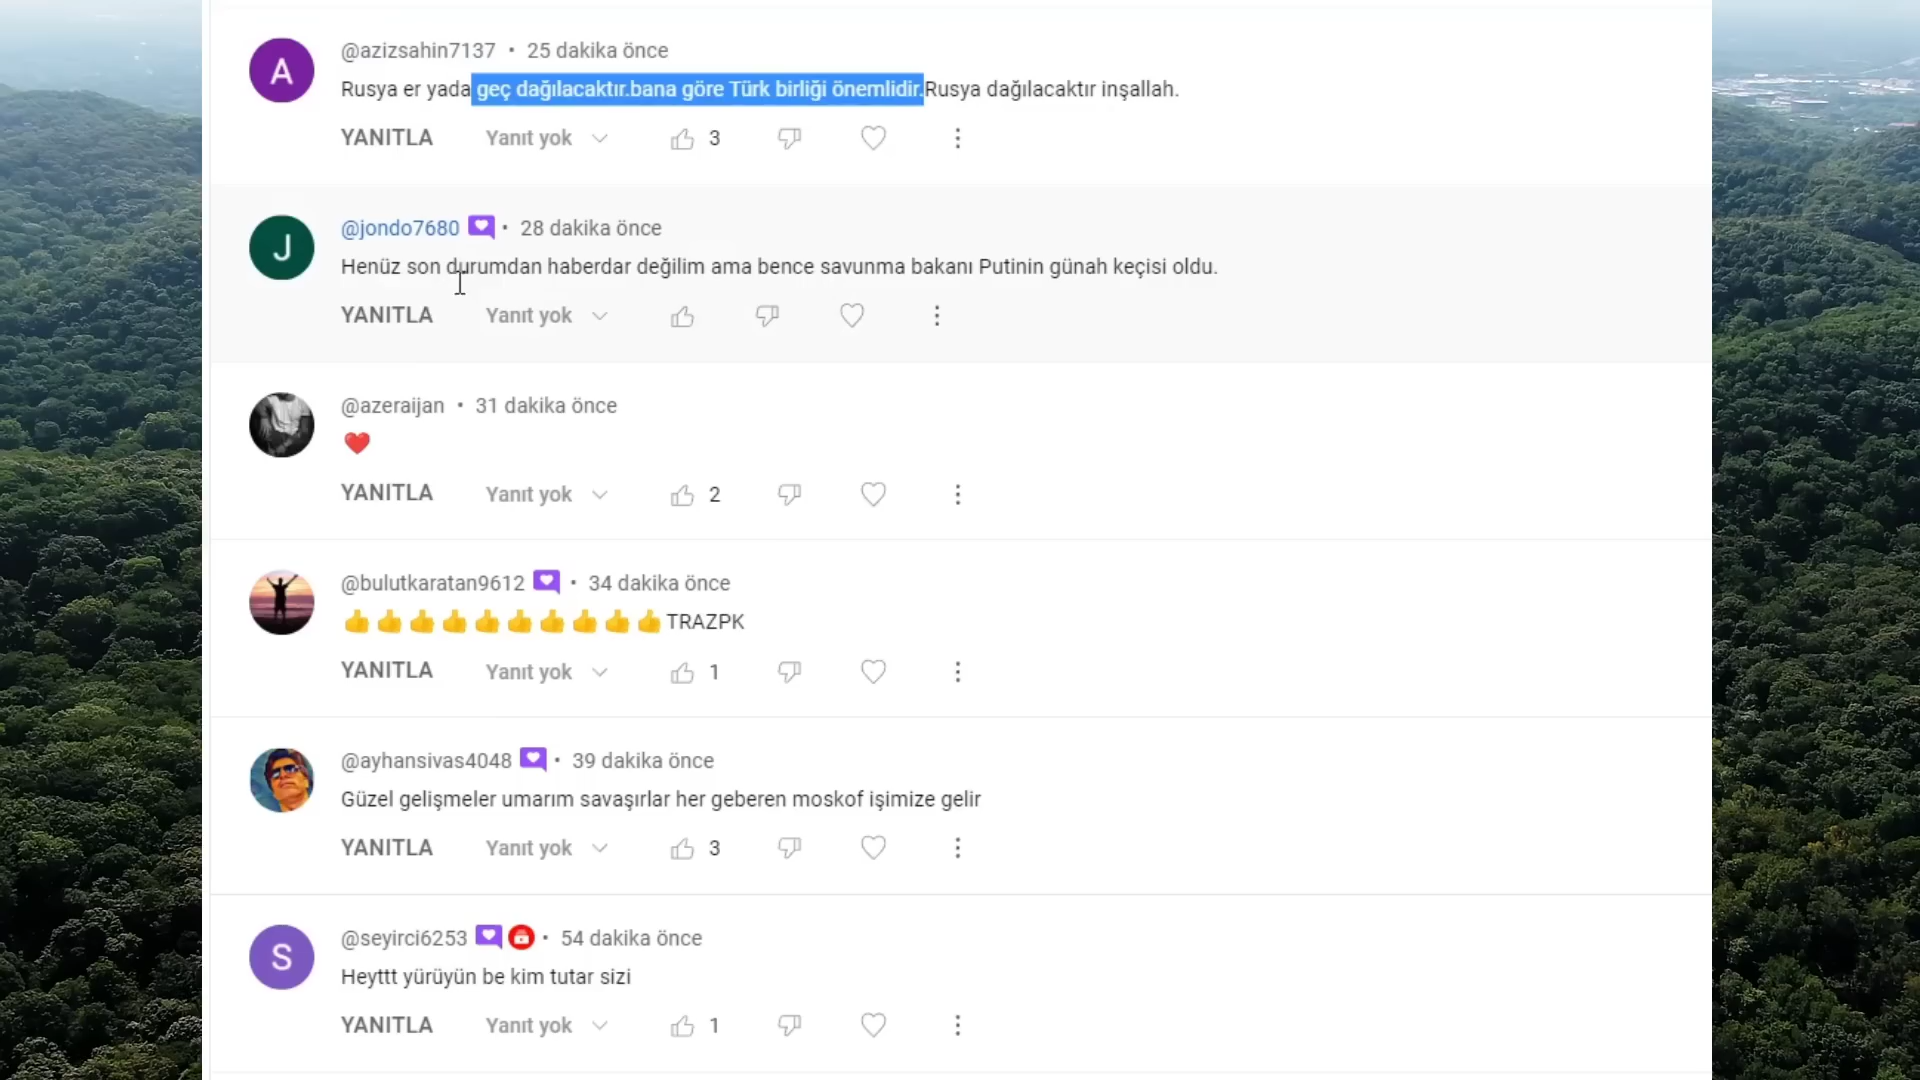 @azizsahin7137 • 25 dakika önce
Rusya er yada geç dağılacaktır.bana göre Türk birliği önemlidir.Rusya dağılacaktır inşallah.
YANITLA Yanıt yok 3
J
@jondo7680 • 28 dakika önce
Henüz son durumdan haberdar değilim ama bence savunma bakanı Putinin günah keçisi oldu.
YANITLA Yanıt yok
@azeraijan • 31 dakika önce
❤️
YANITLA Yanıt yok 2
@bulutkaratan9612 • 34 dakika önce
👍👍👍👍👍👍👍👍👍👍TRAZPK
YANITLA Yanıt yok 1
@ayhansivas4048 • 39 dakika önce
Güzel gelişmeler umarım savaşırlar her geberen moskof işimize gelir
YANITLA Yanıt yok 3
S
@seyirci6253 • 54 dakika önce
Heyttt yürüyün be kim tutar sizi
YANITLA Yanıt yok 1
A